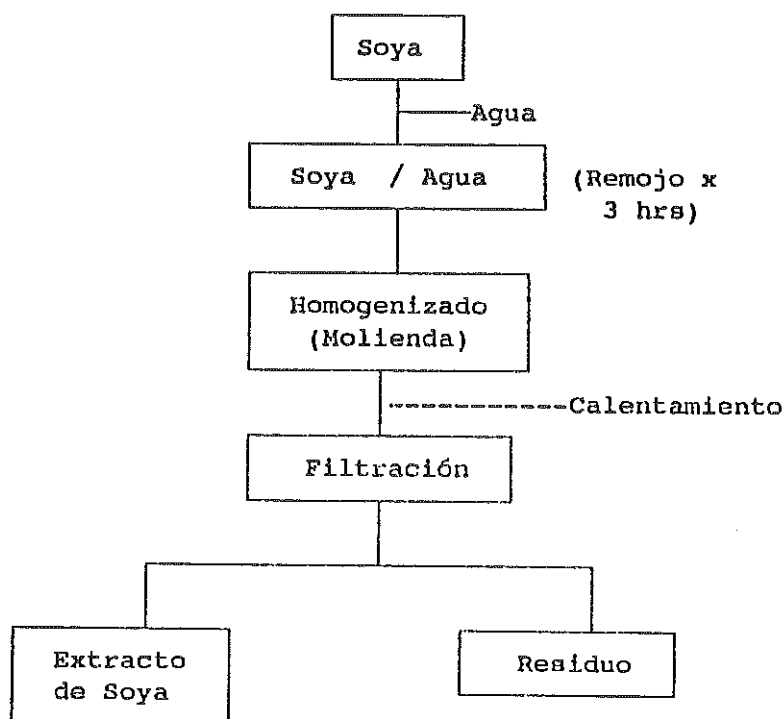 Soya
Agua
Soya / Agua
(Remojo x
3 hrs)
Homogenizado
(Molienda)
Calentamiento
Filtración
Extracto
de Soya
Residuo